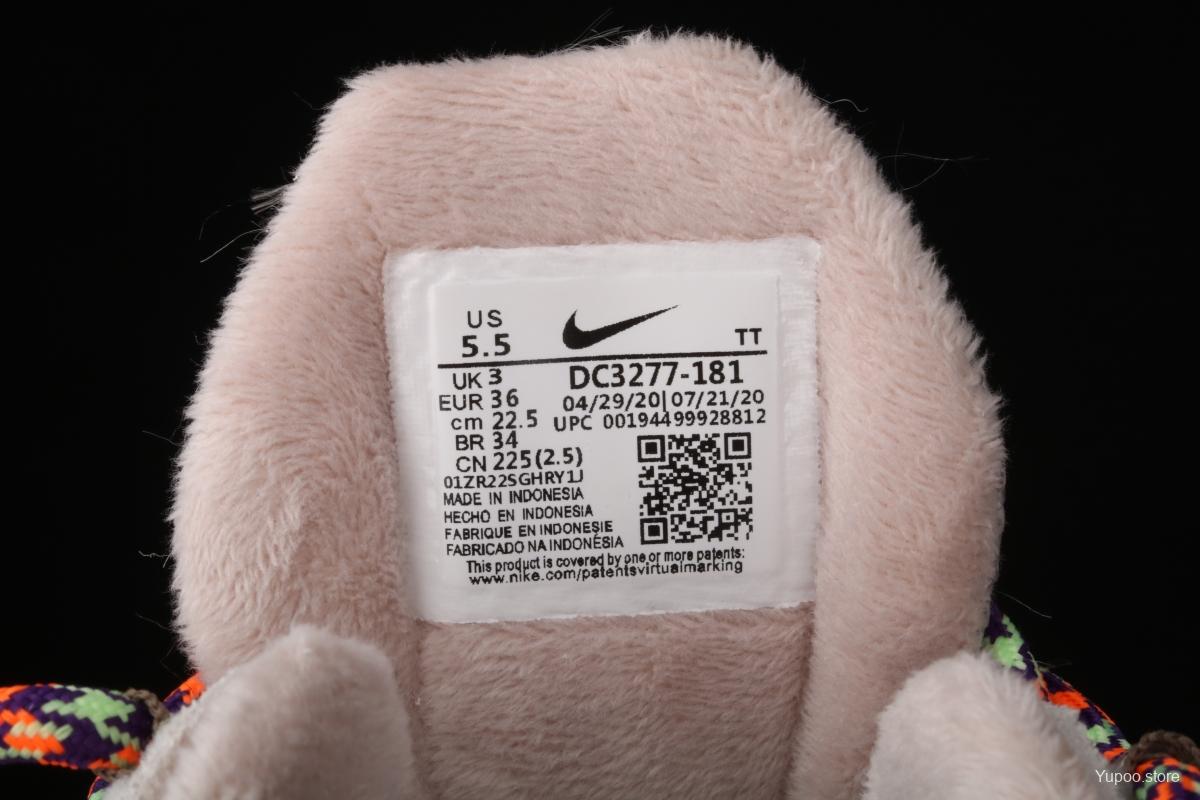 US
5.5
TT
UK 3
EUR 36
cm 22.5
BR 34
CN 225(2.5)
DC3277-181
04/29/20|07/21/20
UPC 00194499928812
01ZR22SGHRY1J
MADE IN INDONESIA
HECHO EN INDONESIA
FABRIQUE EN INDONESIE
FABRICADO NA INDONÉSIA
This product is covered by one or more patents:
www.nike.com/patentsvirtualmarking
Yupoo.store